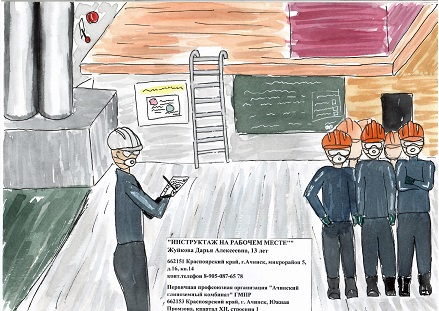 "ИНСТРУКТАЖ НА РАБОЧЕМ МЕСТЕ"
Жуйкова Дарья Алексеевна, 13 лет
662151 Красноярский край, г.Ачинск, микрорайон 5,
д.16, кв.14
конт.телефон 8-905-087-65 78
Первичная профсоюзная организация "Ачинский
глиноземный комбинат" ГМПР
662153 Красноярский край, г. Ачинск, Южная
Промзона, квартал XII, строение 1